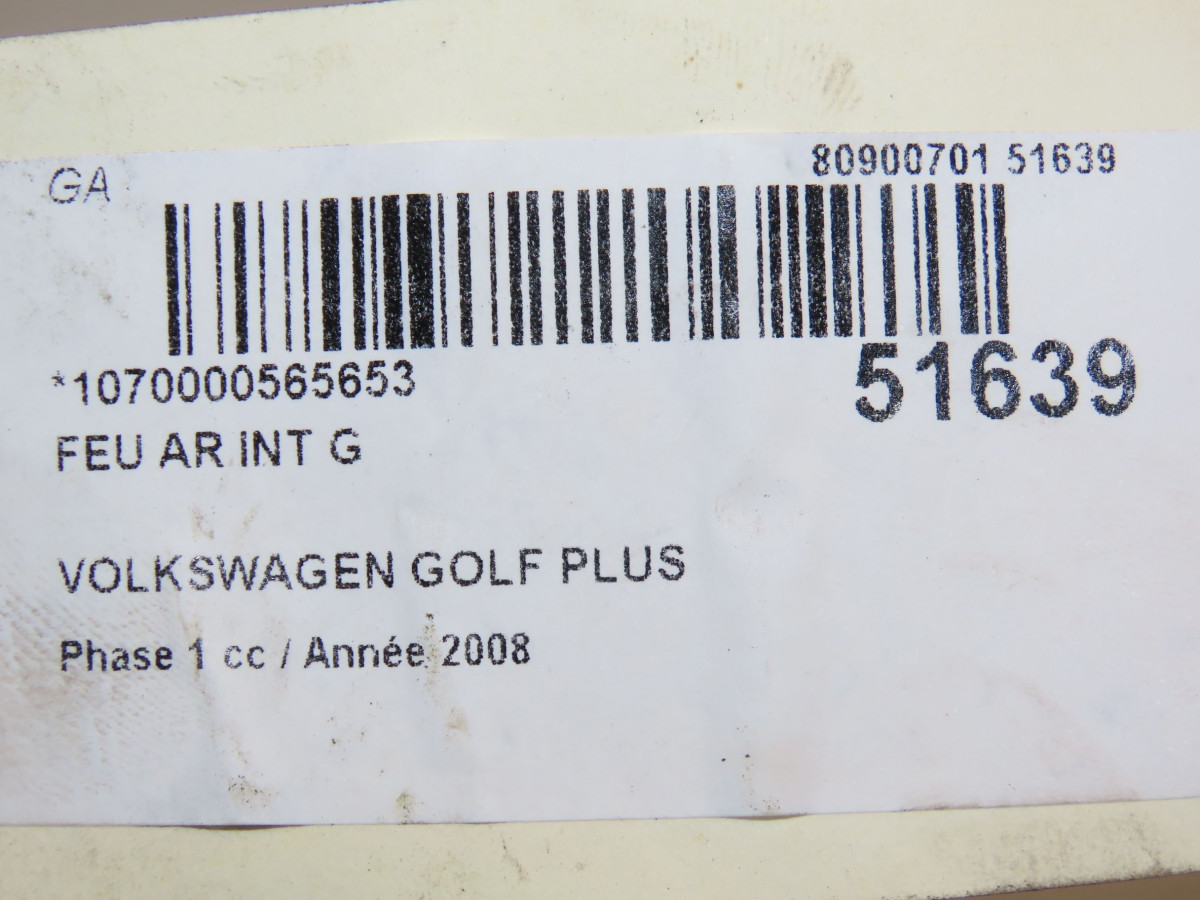 GA
80900701 51639
*1070000565653
51639
FEU AR INT G
VOLKSWAGEN GOLF PLUS
Phase 1 cc / Année 2008